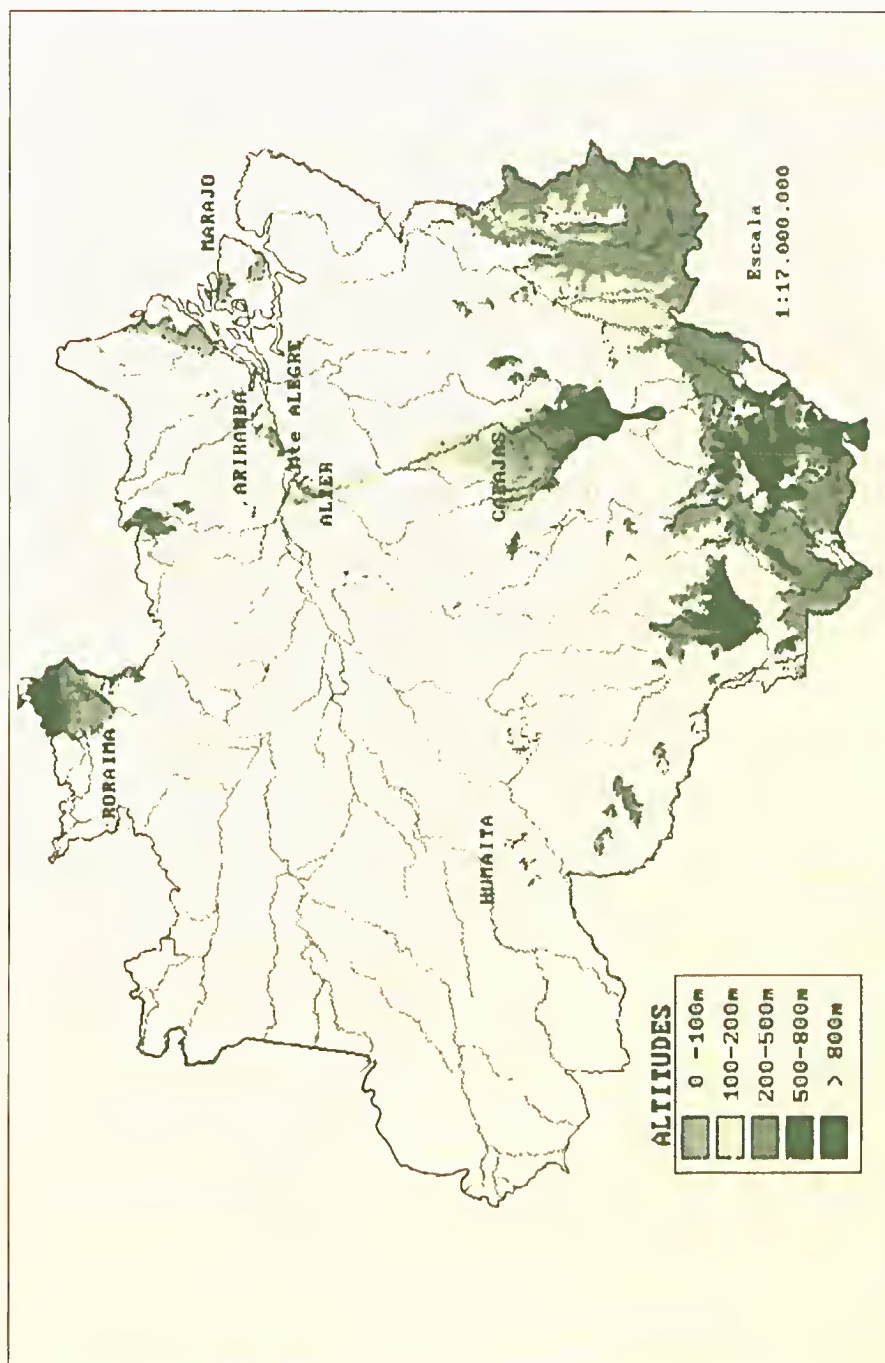 MARAJO
ARIRAMBA
Mte ALEGRE
ALTER
RORAIMA
CARAJAS
HUMAITA
Escala
1:17.000.000
ALTITUDES
0 -100m
100-200m
200-500m
500-800m
> 800m